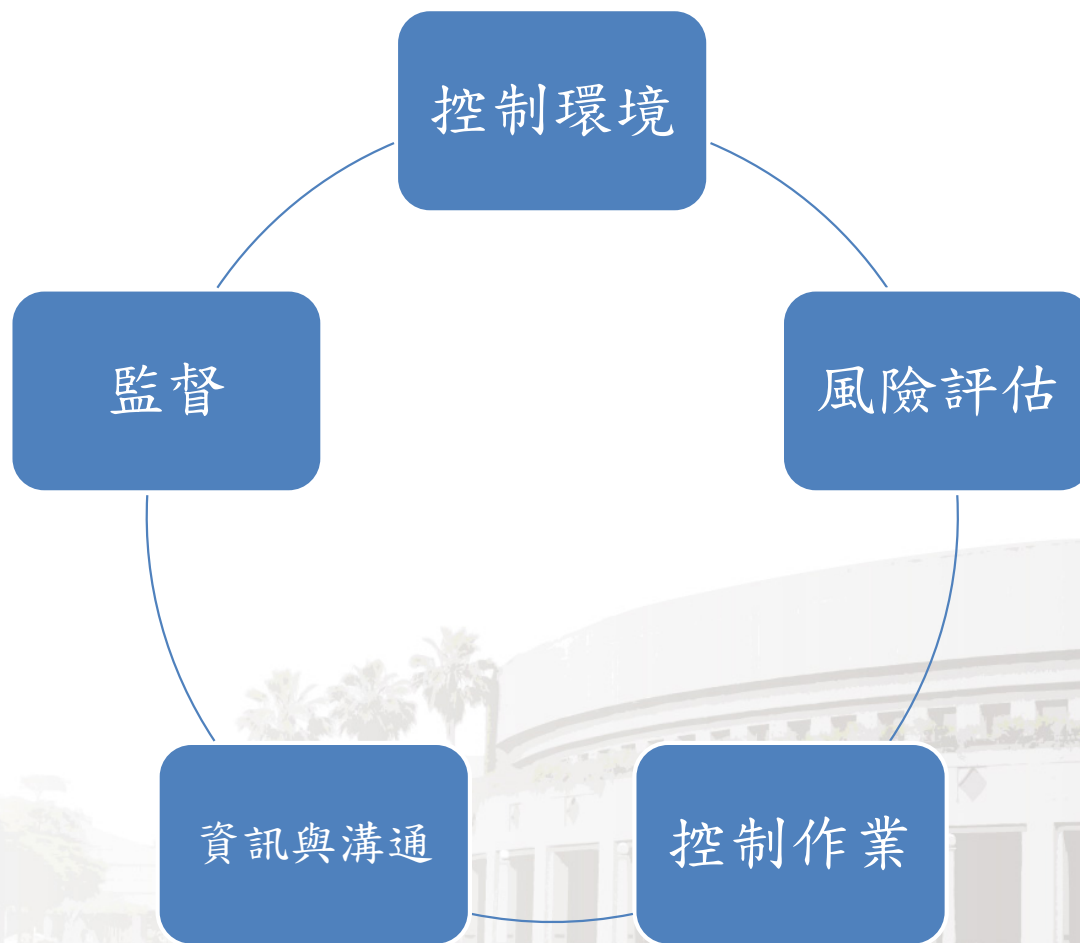 控制環境
風險評估
控制作業
資訊與溝通
監督